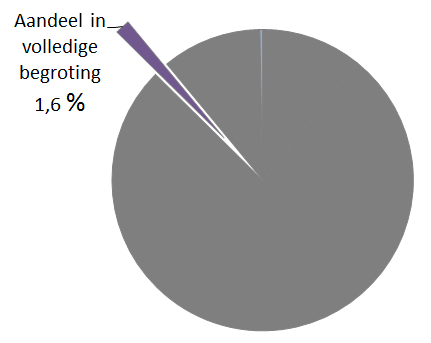 Aandeel in
volledige
begroting
1,6 %